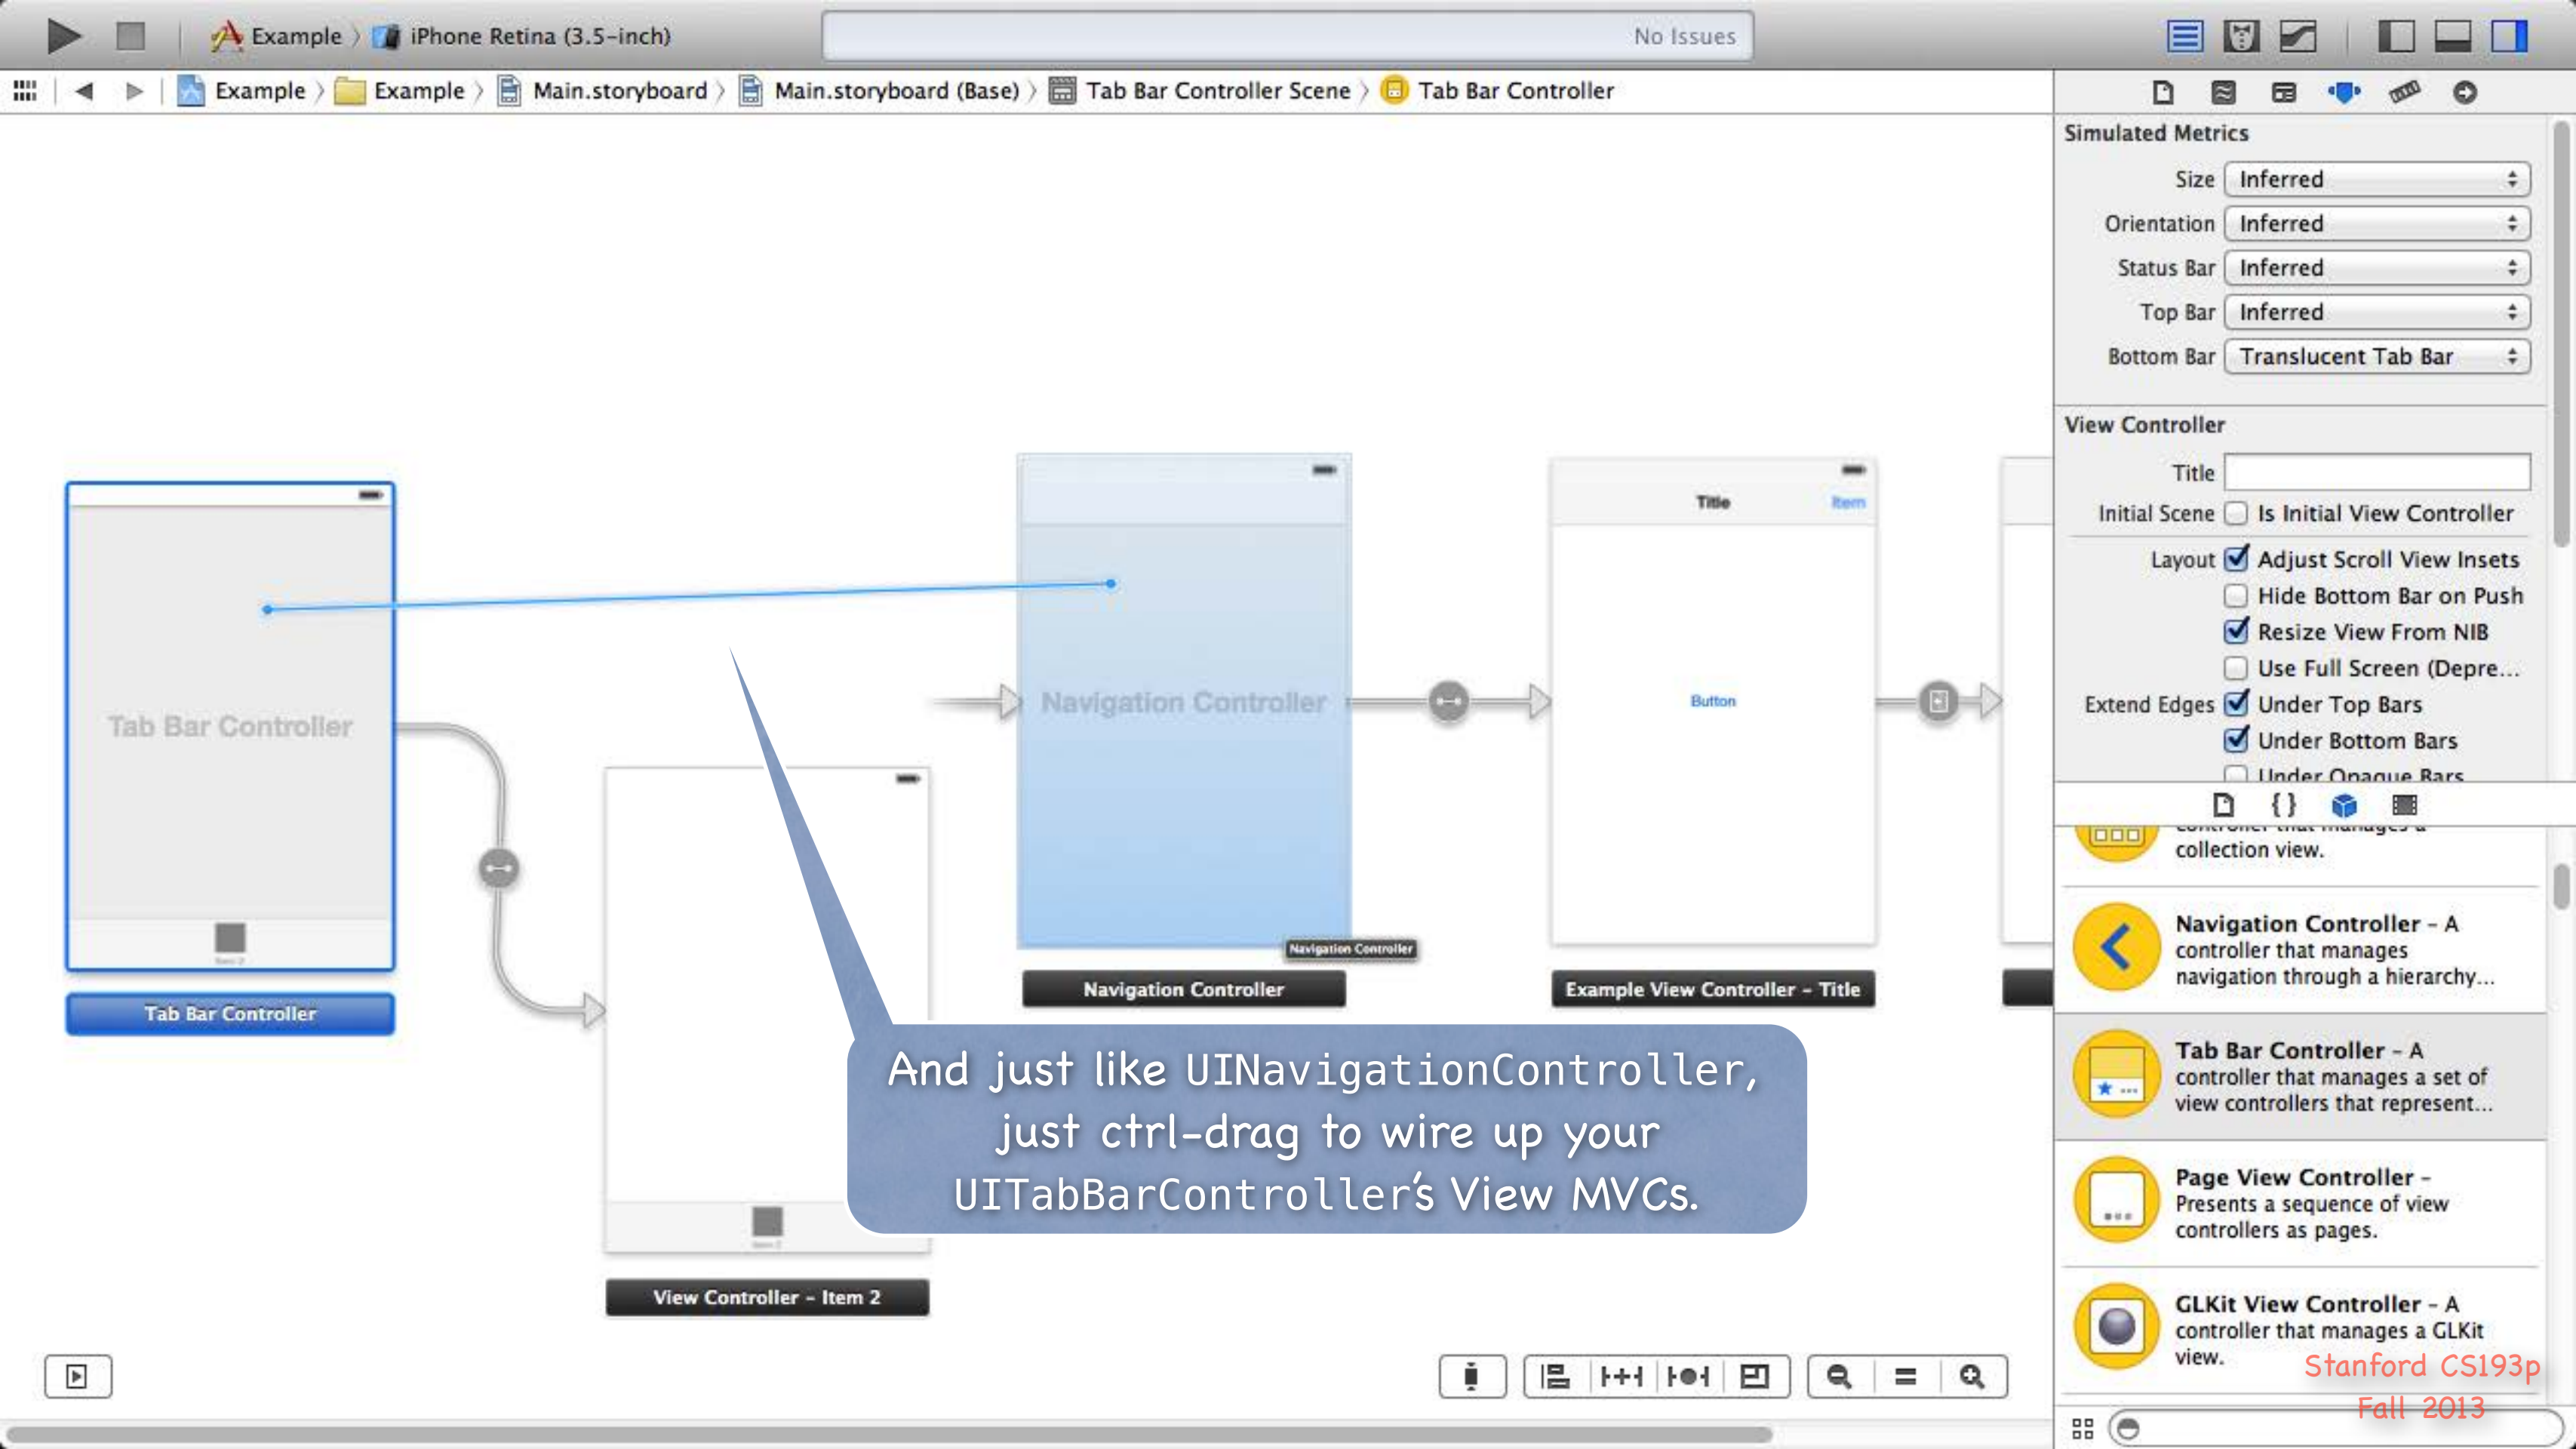 Example
iPhone Retina (3.5-inch)
No Issues
Example
Example
Main.storyboard
Main.storyboard (Base)
Tab Bar Controller Scene
Tab Bar Controller
Simulated Metrics
Size Inferred
Orientation Inferred
Status Bar Inferred
Top Bar Inferred
Bottom Bar Translucent Tab Bar
View Controller
Title
Initial Scene Is Initial View Controller
Layout Adjust Scroll View Insets
Hide Bottom Bar on Push
Resize View From NIB
Use Full Screen (Depre...
Extend Edges Under Top Bars
Under Bottom Bars
Under Opaque Bars
Tab Bar Controller
Tab Bar Controller
Navigation Controller
Navigation Controller
Navigation Controller
Title Item
Button
Example View Controller - Title
View Controller - Item 2
And just like UINavigationController,
just ctrl-drag to wire up your
UITabBarController's View MVCs.
controller that manages a
collection view.
Navigation Controller - A
controller that manages
navigation through a hierarchy...
Tab Bar Controller - A
controller that manages a set of
view controllers that represent...
Page View Controller -
Presents a sequence of view
controllers as pages.
GLKit View Controller - A
controller that manages a GLKit
view.
Stanford CS193p
Fall 2013